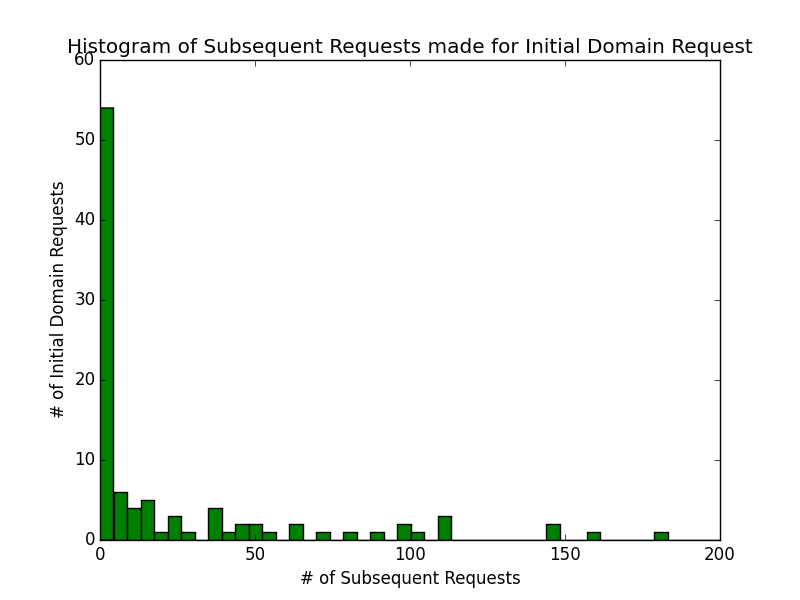 Histogram of Subsequent Requests made for Initial Domain Request
60
50
40
30
20
10
0
# of Initial Domain Requests
0 50 100 150 200
# of Subsequent Requests